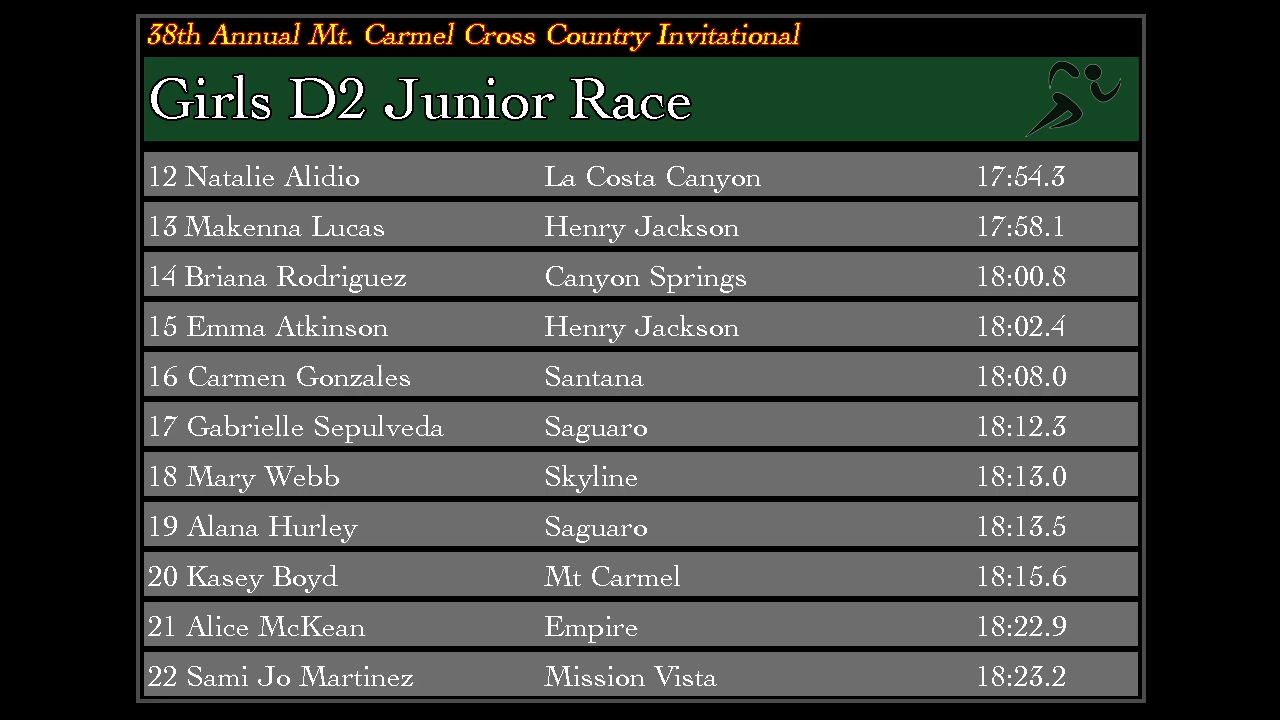 38th Annual Mt. Carmel Cross Country Invitational
Girls D2 Junior Race
12 Natalie Alidio La Costa Canyon 17:54.3
13 Makenna Lucas Henry Jackson 17:58.1
14 Briana Rodriguez Canyon Springs 18:00.8
15 Emma Atkinson Henry Jackson 18:02.4
16 Carmen Gonzales Santana 18:08.0
17 Gabrielle Sepulveda Saguaro 18:12.3
18 Mary Webb Skyline 18:13.0
19 Alana Hurley Saguaro 18:13.5
20 Kasey Boyd Mt Carmel 18:15.6
21 Alice McKean Empire 18:22.9
22 Sami Jo Martinez Mission Vista 18:23.2